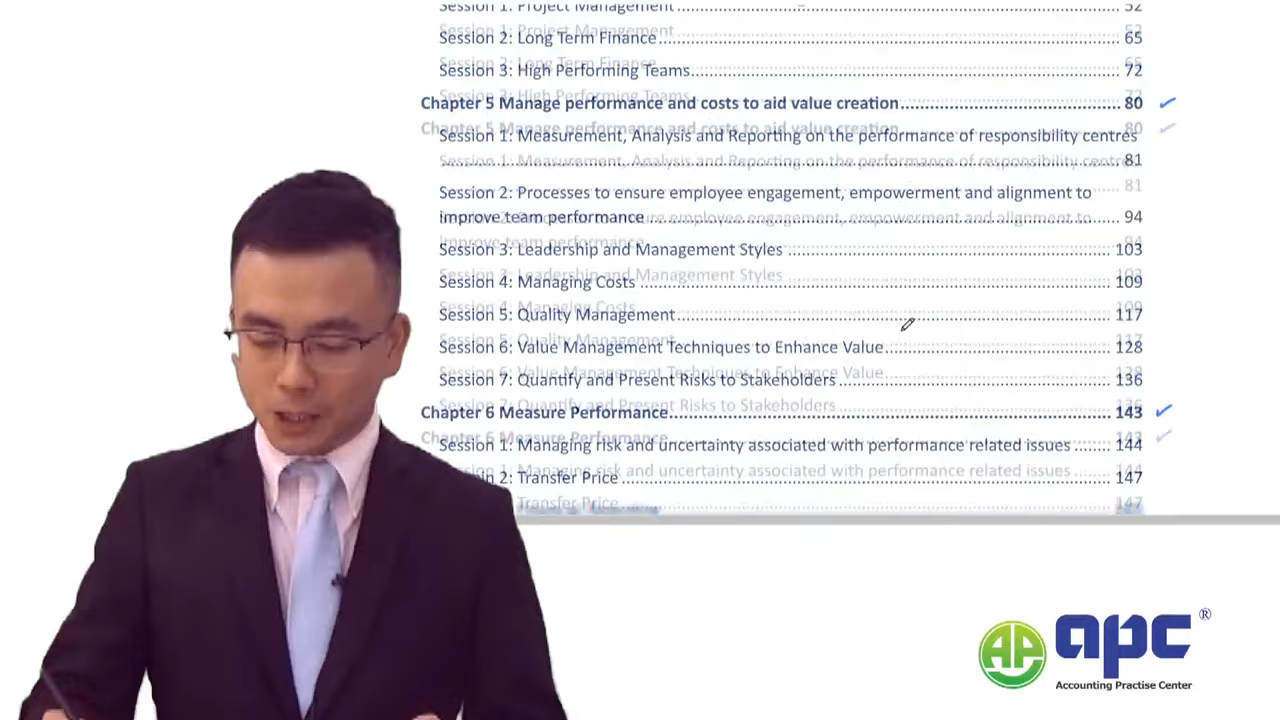 Session 1: Project Management.......... 52
Session 2: Long Term Finance.......... 65
Session 3: High Performing Teams.......... 72
Chapter 5 Manage performance and costs to aid value creation.......... 80
Session 1: Measurement, Analysis and Reporting on the performance of responsibility centres
.......... 81
Session 2: Processes to ensure employee engagement, empowerment and alignment to
improve team performance.......... 94
Session 3: Leadership and Management Styles .......... 103
Session 4: Managing Costs .......... 109
Session 5: Quality Management.......... 117
Session 6: Value Management Techniques to Enhance Value.......... 128
Session 7: Quantify and Present Risks to Stakeholders.......... 136
Chapter 6 Measure Performance.......... 143
Session 1: Managing risk and uncertainty associated with performance related issues ........ 144
n 2: Transfer Price.......... 147
AP apc ®
Accounting Practise Center